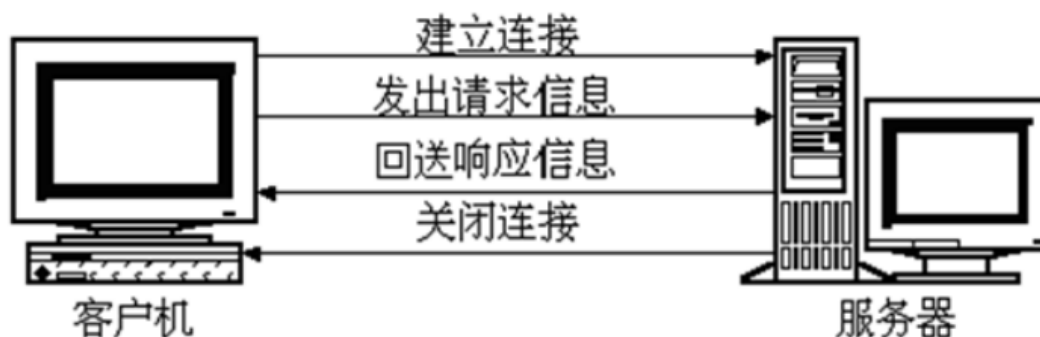 建立连接
发出请求信息
回送响应信息
关闭连接
客户机
服务器